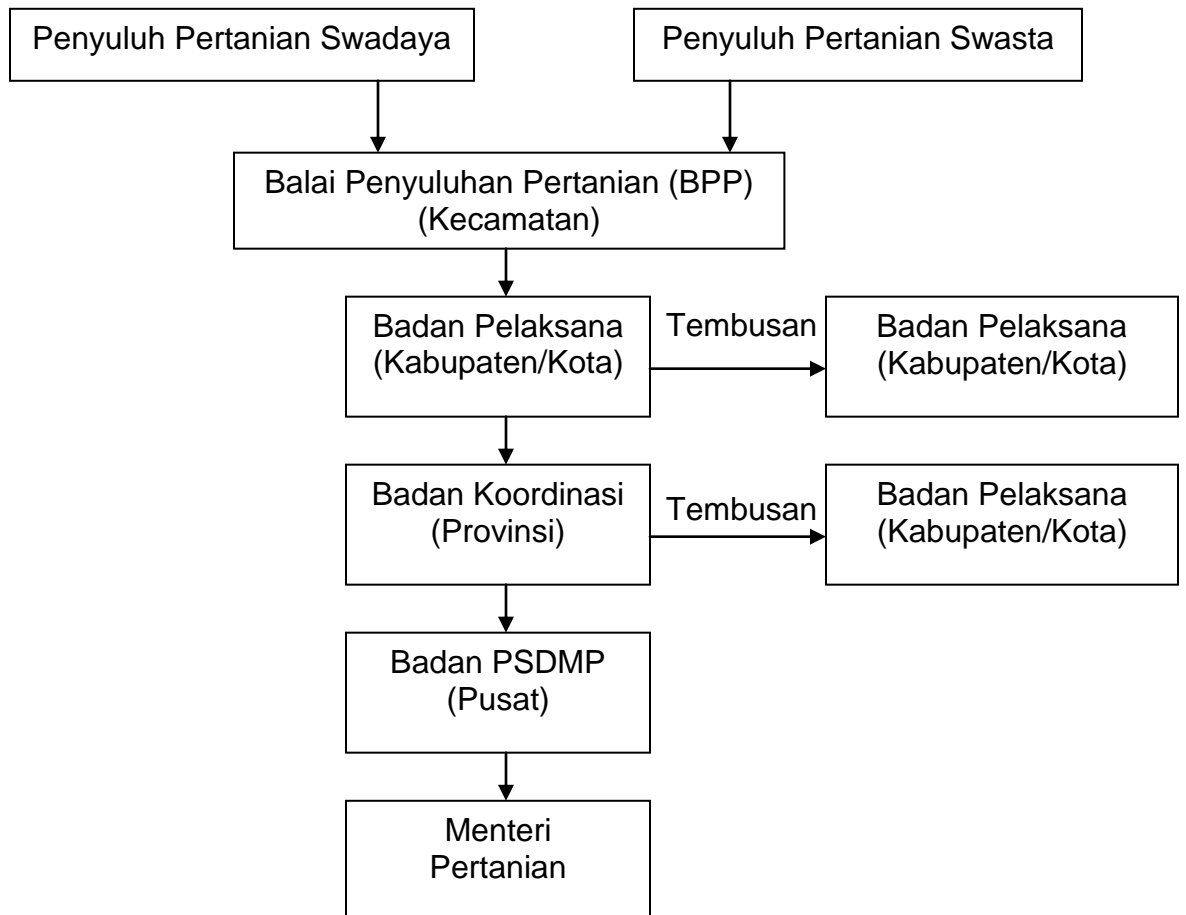 Penyuluh Pertanian Swadaya
Penyuluh Pertanian Swasta
Balai Penyuluhan Pertanian (BPP)
(Kecamatan)
Badan Pelaksana
(Kabupaten/Kota)
Tembusan
Badan Pelaksana
(Kabupaten/Kota)
Badan Koordinasi
(Provinsi)
Tembusan
Badan Pelaksana
(Kabupaten/Kota)
Badan PSDMP
(Pusat)
Menteri
Pertanian